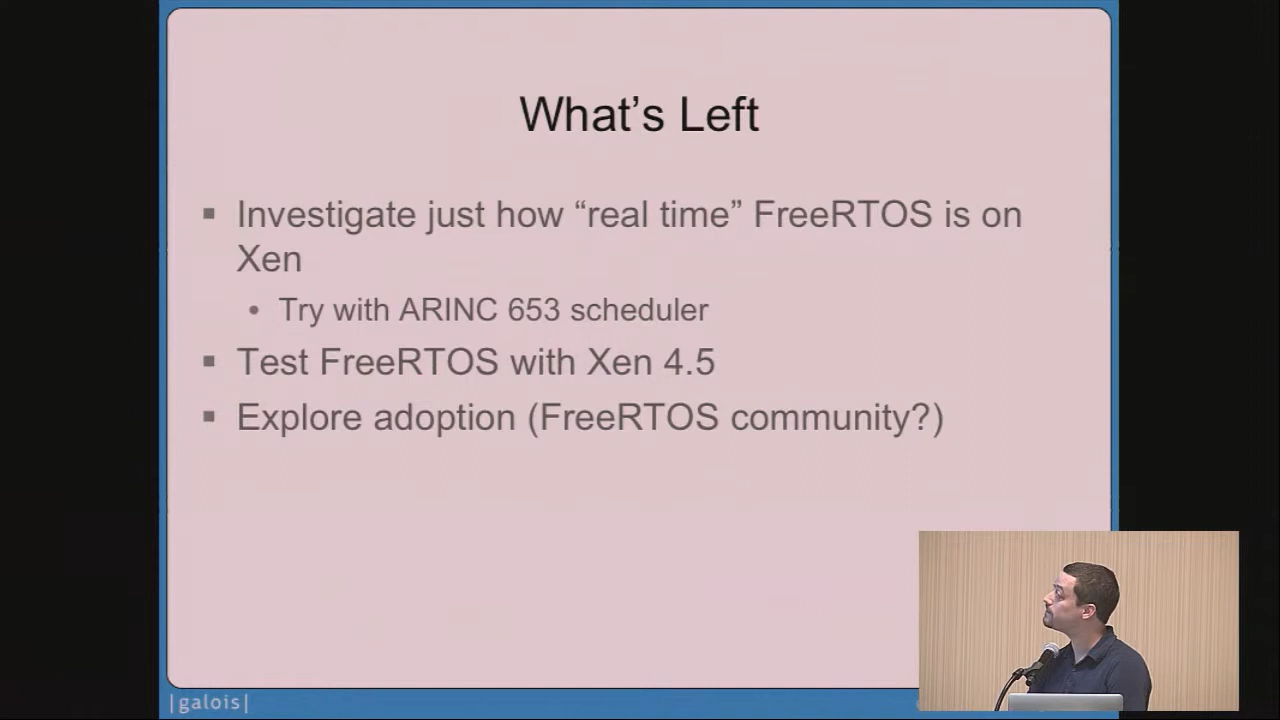 What's Left
▪ Investigate just how “real time” FreeRTOS is on
Xen
• Try with ARINC 653 scheduler
▪ Test FreeRTOS with Xen 4.5
▪ Explore adoption (FreeRTOS community?)
|galois|